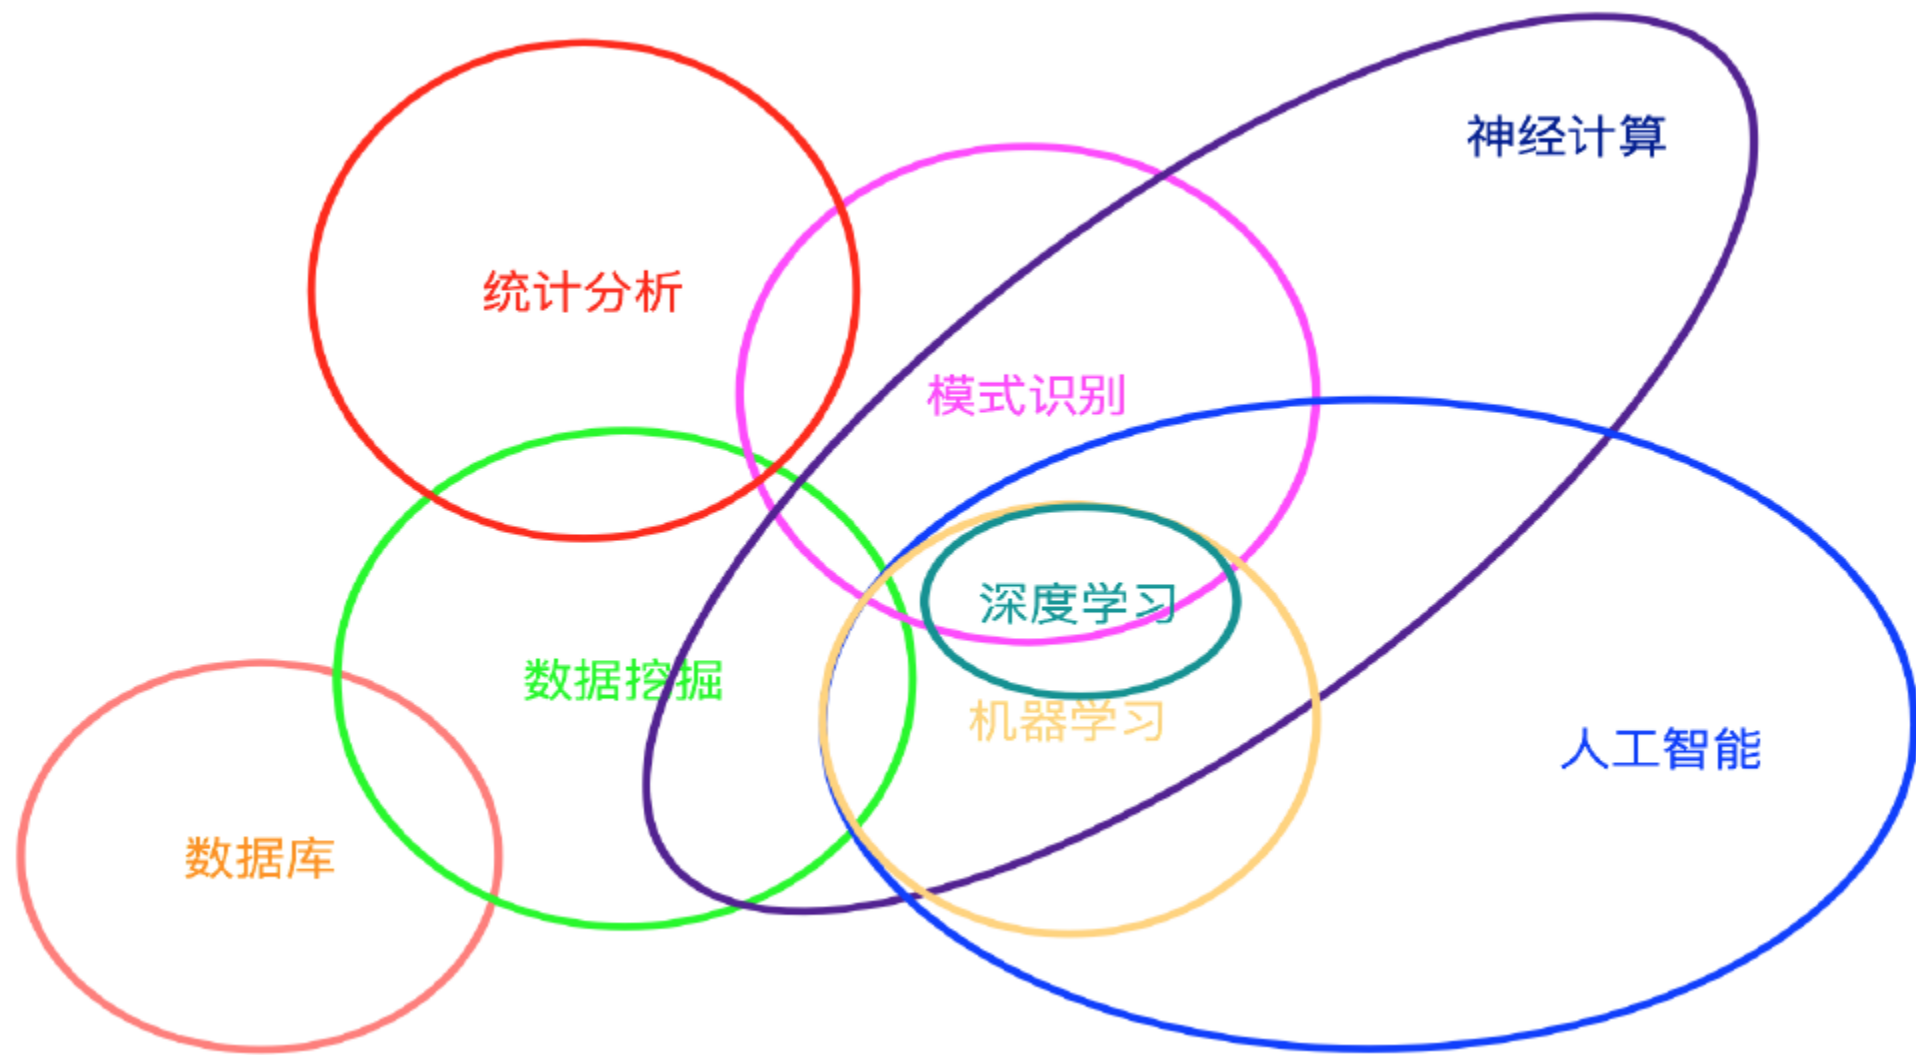 神经计算
统计分析
模式识别
深度学习
数据挖掘
机器学习
人工智能
数据库